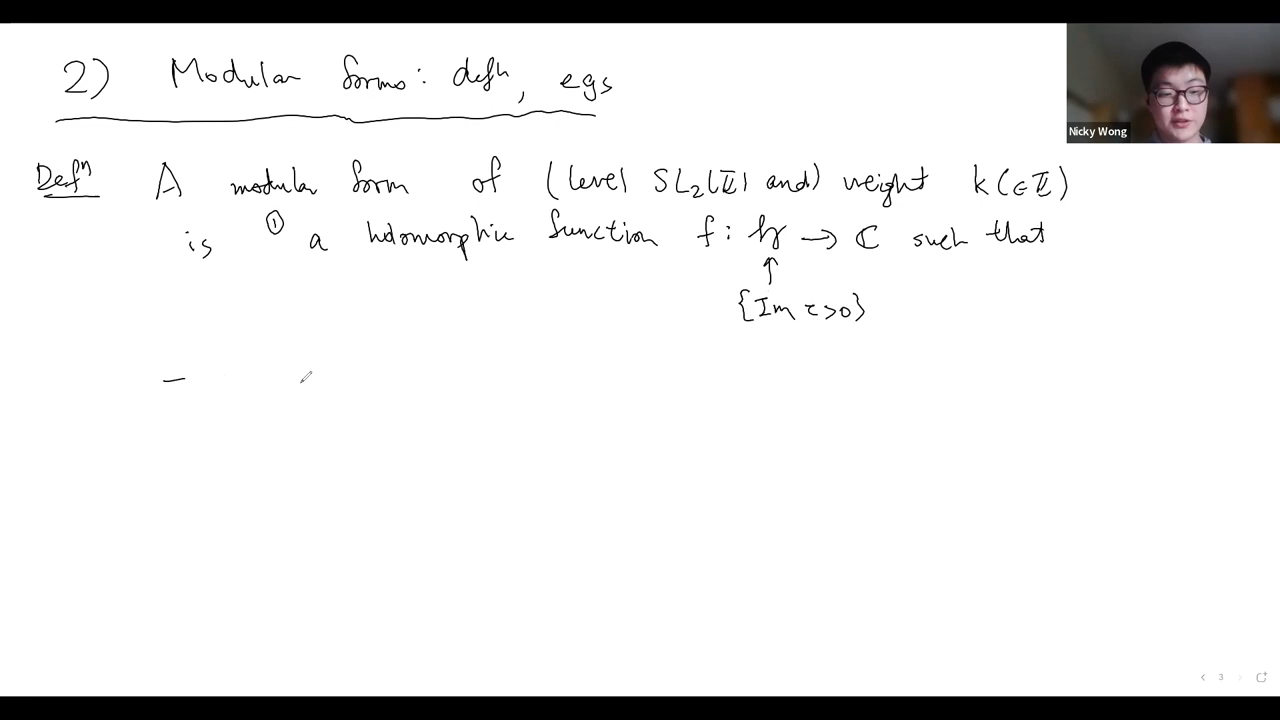 2) Modular forms: defn, egs
Nicky Wong
Defⁿ A modular form of (level SL₂(ℤ) and) weight k(∈ℤ)
is ① a holomorphic function f: 𝔥 → ℂ such that
↑
{Im τ>0}
–
3